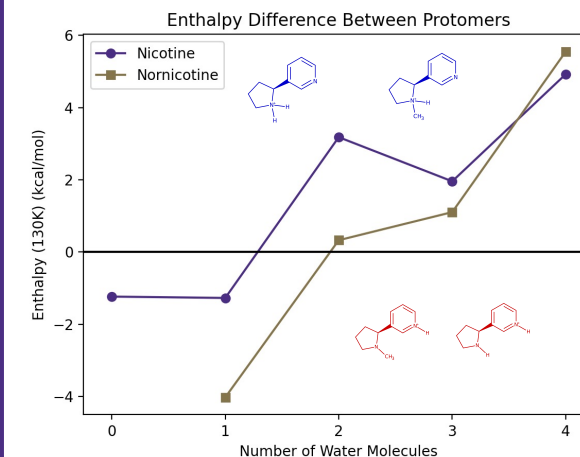 Enthalpy Difference Between Protomers
Nicotine
Nornicotine
Enthalpy (130K) (kcal/mol)
6
4
2
0
−2
−4
N⁺
H
H
N
N⁺
H
CH₃
N
N
CH₃
N⁺
H
N
H
N⁺
H
0 1 2 3 4
Number of Water Molecules